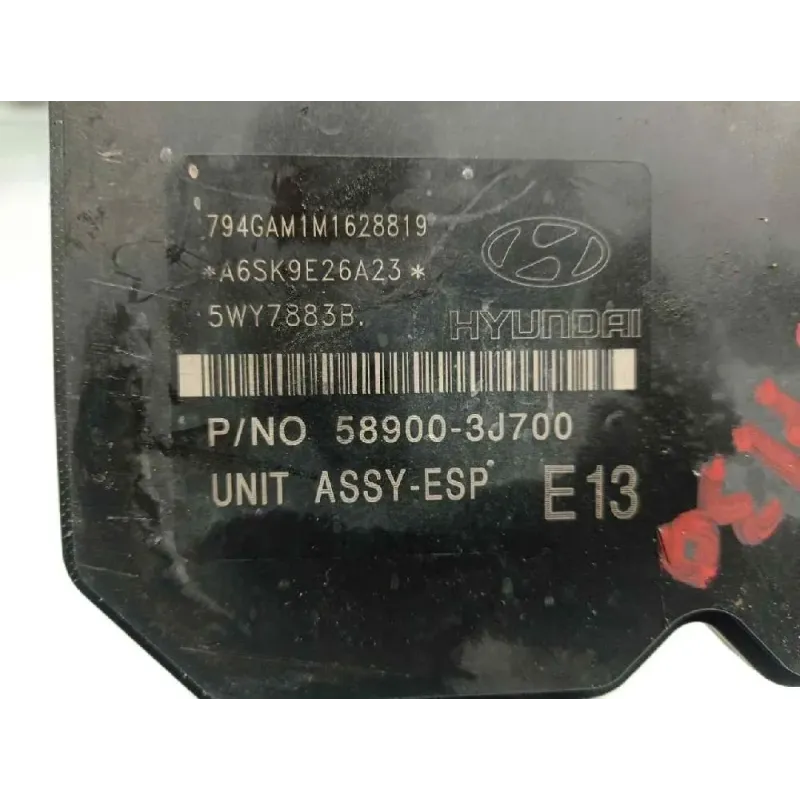 794GAM1M1628819
*A6SK9E26A23*
5WY7883B.
HYUNDAI
P/NO 58900-3J700
UNIT ASSY-ESP E13